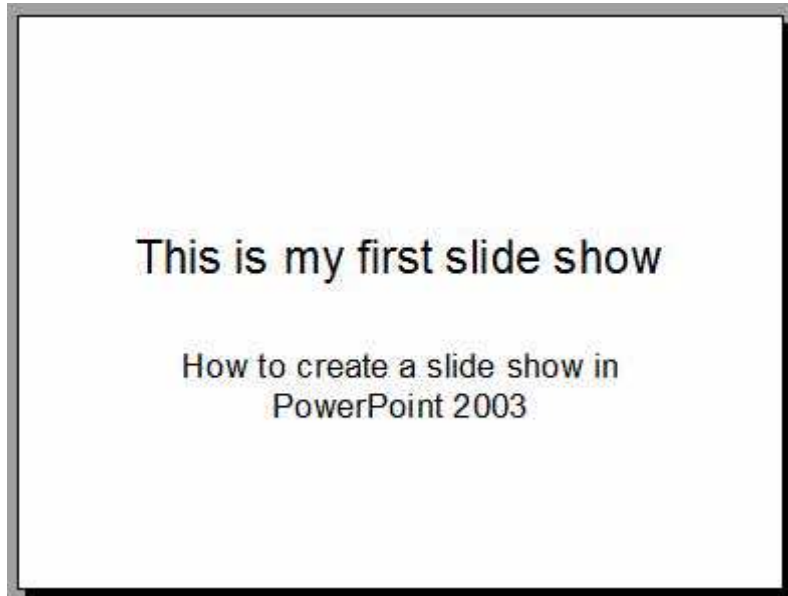 This is my first slide show
How to create a slide show in
PowerPoint 2003